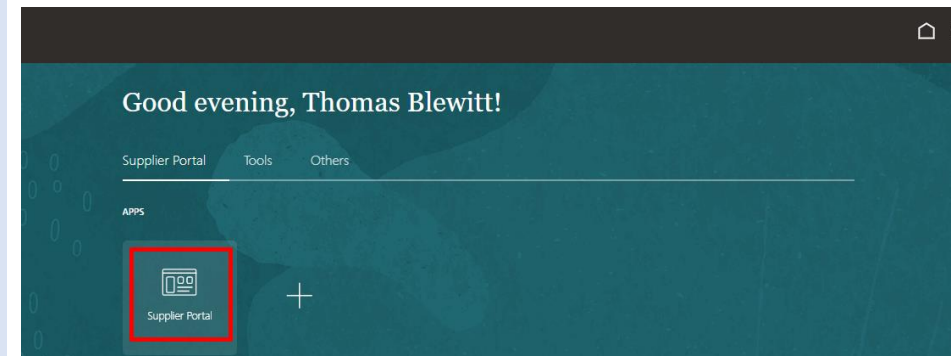 Good evening, Thomas Blewitt!
Supplier Portal Tools Others
APPS
Supplier Portal